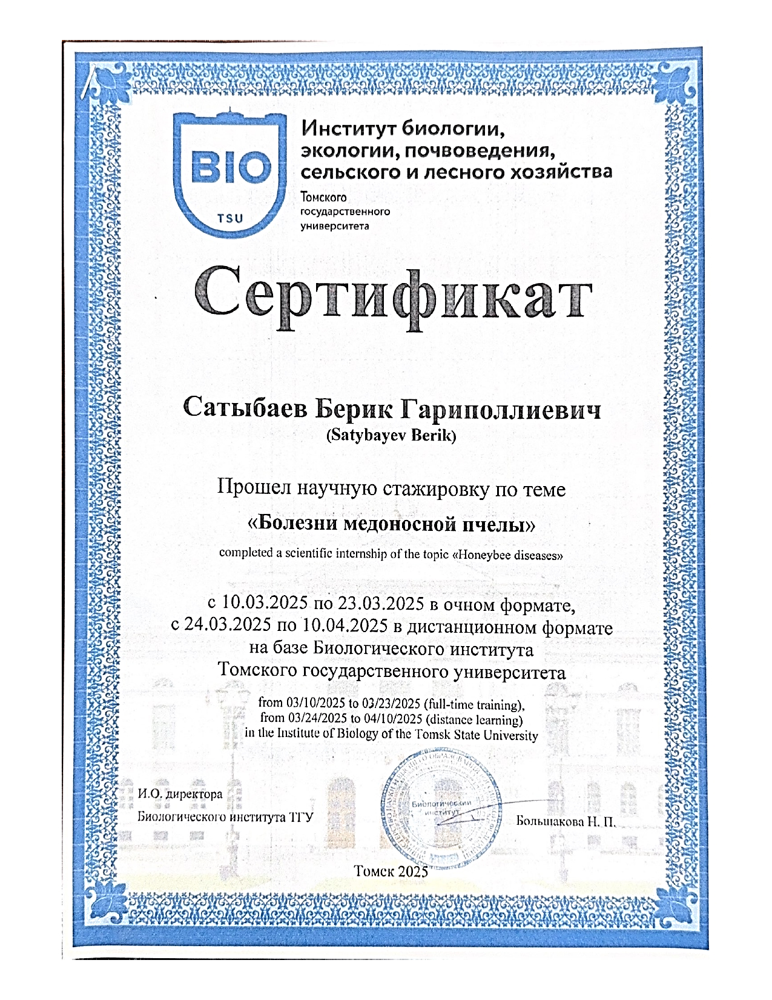 BIO
TSU
Институт биологии,
экологии, почвоведения,
сельского и лесного хозяйства
Томского
государственного
университета
Сертификат
Сатыбаев Берик Гариполлиевич
(Satybayev Berik)
Прошел научную стажировку по теме
«Болезни медоносной пчелы»
completed a scientific internship of the topic «Honeybee diseases»
с 10.03.2025 по 23.03.2025 в очном формате,
с 24.03.2025 по 10.04.2025 в дистанционном формате
на базе Биологического института
Томского государственного университета
from 03/10/2025 to 03/23/2025 (full-time training),
from 03/24/2025 to 04/10/2025 (distance learning)
in the Institute of Biology of the Tomsk State University
И.О. директора
Биологического института ТГУ
Биологический
институт
Большакова Н. П.
Томск 2025